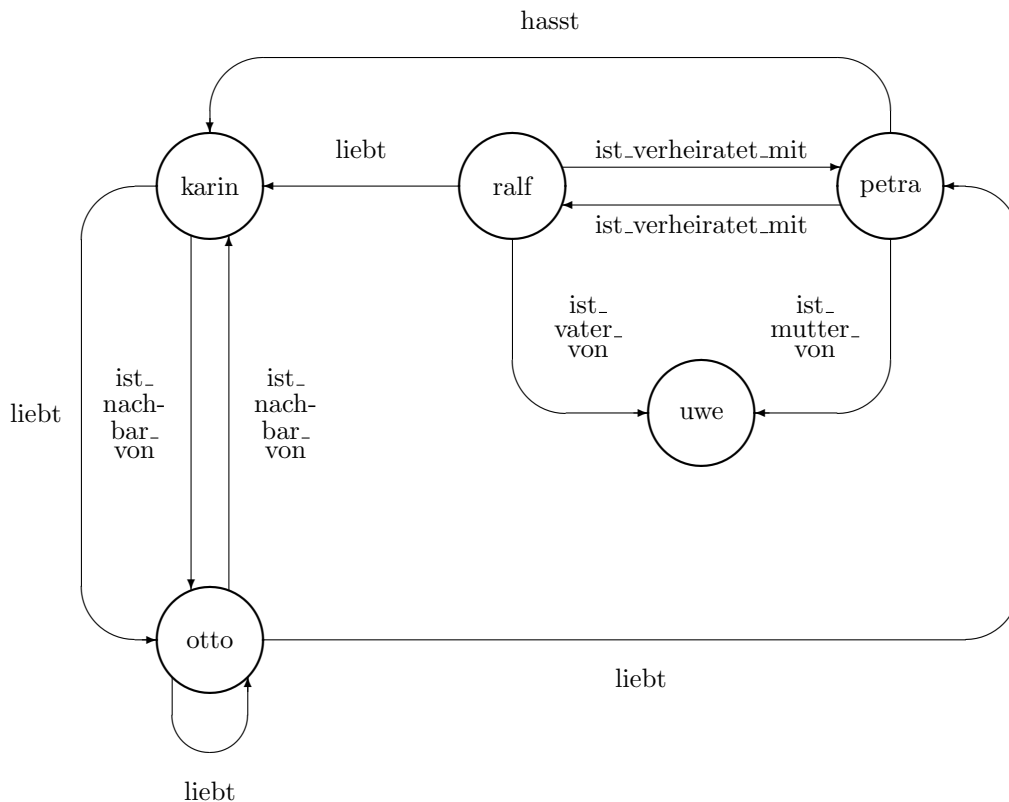 hasst
liebt
ist_verheiratet_mit
karin
ralf
petra
ist_verheiratet_mit
ist_
vater_
von
ist_
mutter_
von
uwe
liebt
ist_
nach-
bar_
von
ist_
nach-
bar_
von
otto
liebt
liebt